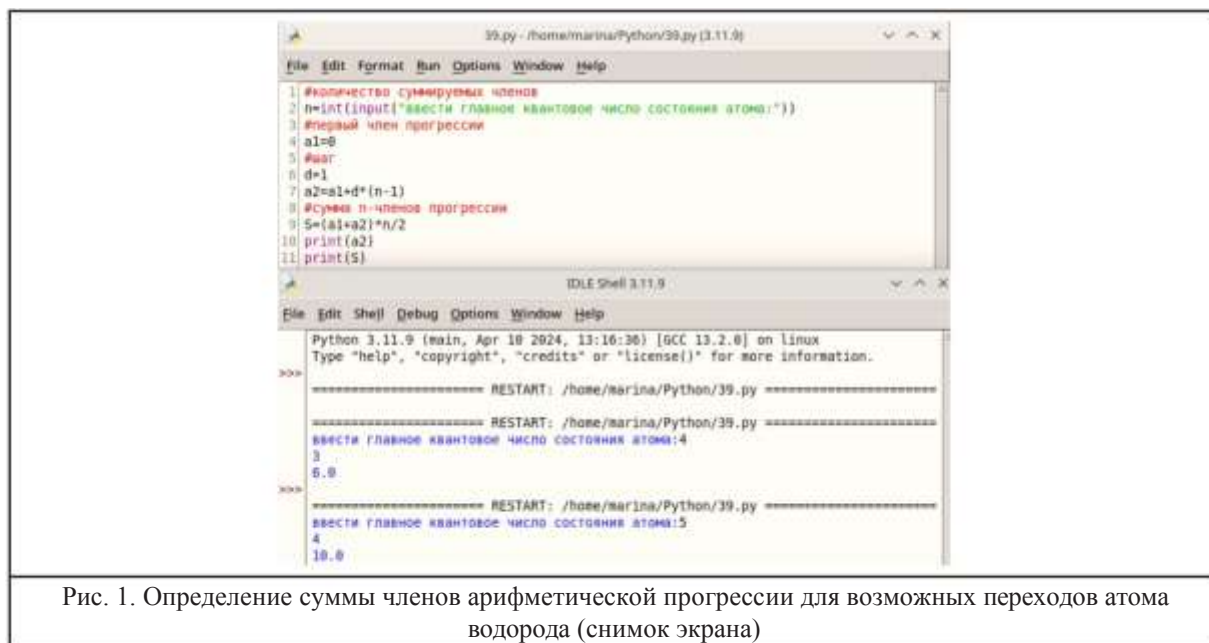 39.py - /home/marina/Python/39.py (3.11.9)
File Edit Format Run Options Window Help
1 #количество суммируемых членов
2 n=int(input("ввести главное квантовое число состояния атома:"))
3 #первый член прогрессии
4 a1=0
5 #шаг
6 d=1
7 a2=a1+d*(n-1)
8 #сумма n-членов прогрессии
9 S=(a1+a2)*n/2
10 print(a2)
11 print(S)
IDLE Shell 3.11.9
File Edit Shell Debug Options Window Help
Python 3.11.9 (main, Apr 10 2024, 13:16:36) [GCC 13.2.0] on linux
Type "help", "copyright", "credits" or "license()" for more information.
>>>
====================== RESTART: /home/marina/Python/39.py ======================
====================== RESTART: /home/marina/Python/39.py ======================
ввести главное квантовое число состояния атома:4
3
6.0
>>>
====================== RESTART: /home/marina/Python/39.py ======================
ввести главное квантовое число состояния атома:5
4
10.0
Рис. 1. Определение суммы членов арифметической прогрессии для возможных переходов атома
водорода (снимок экрана)